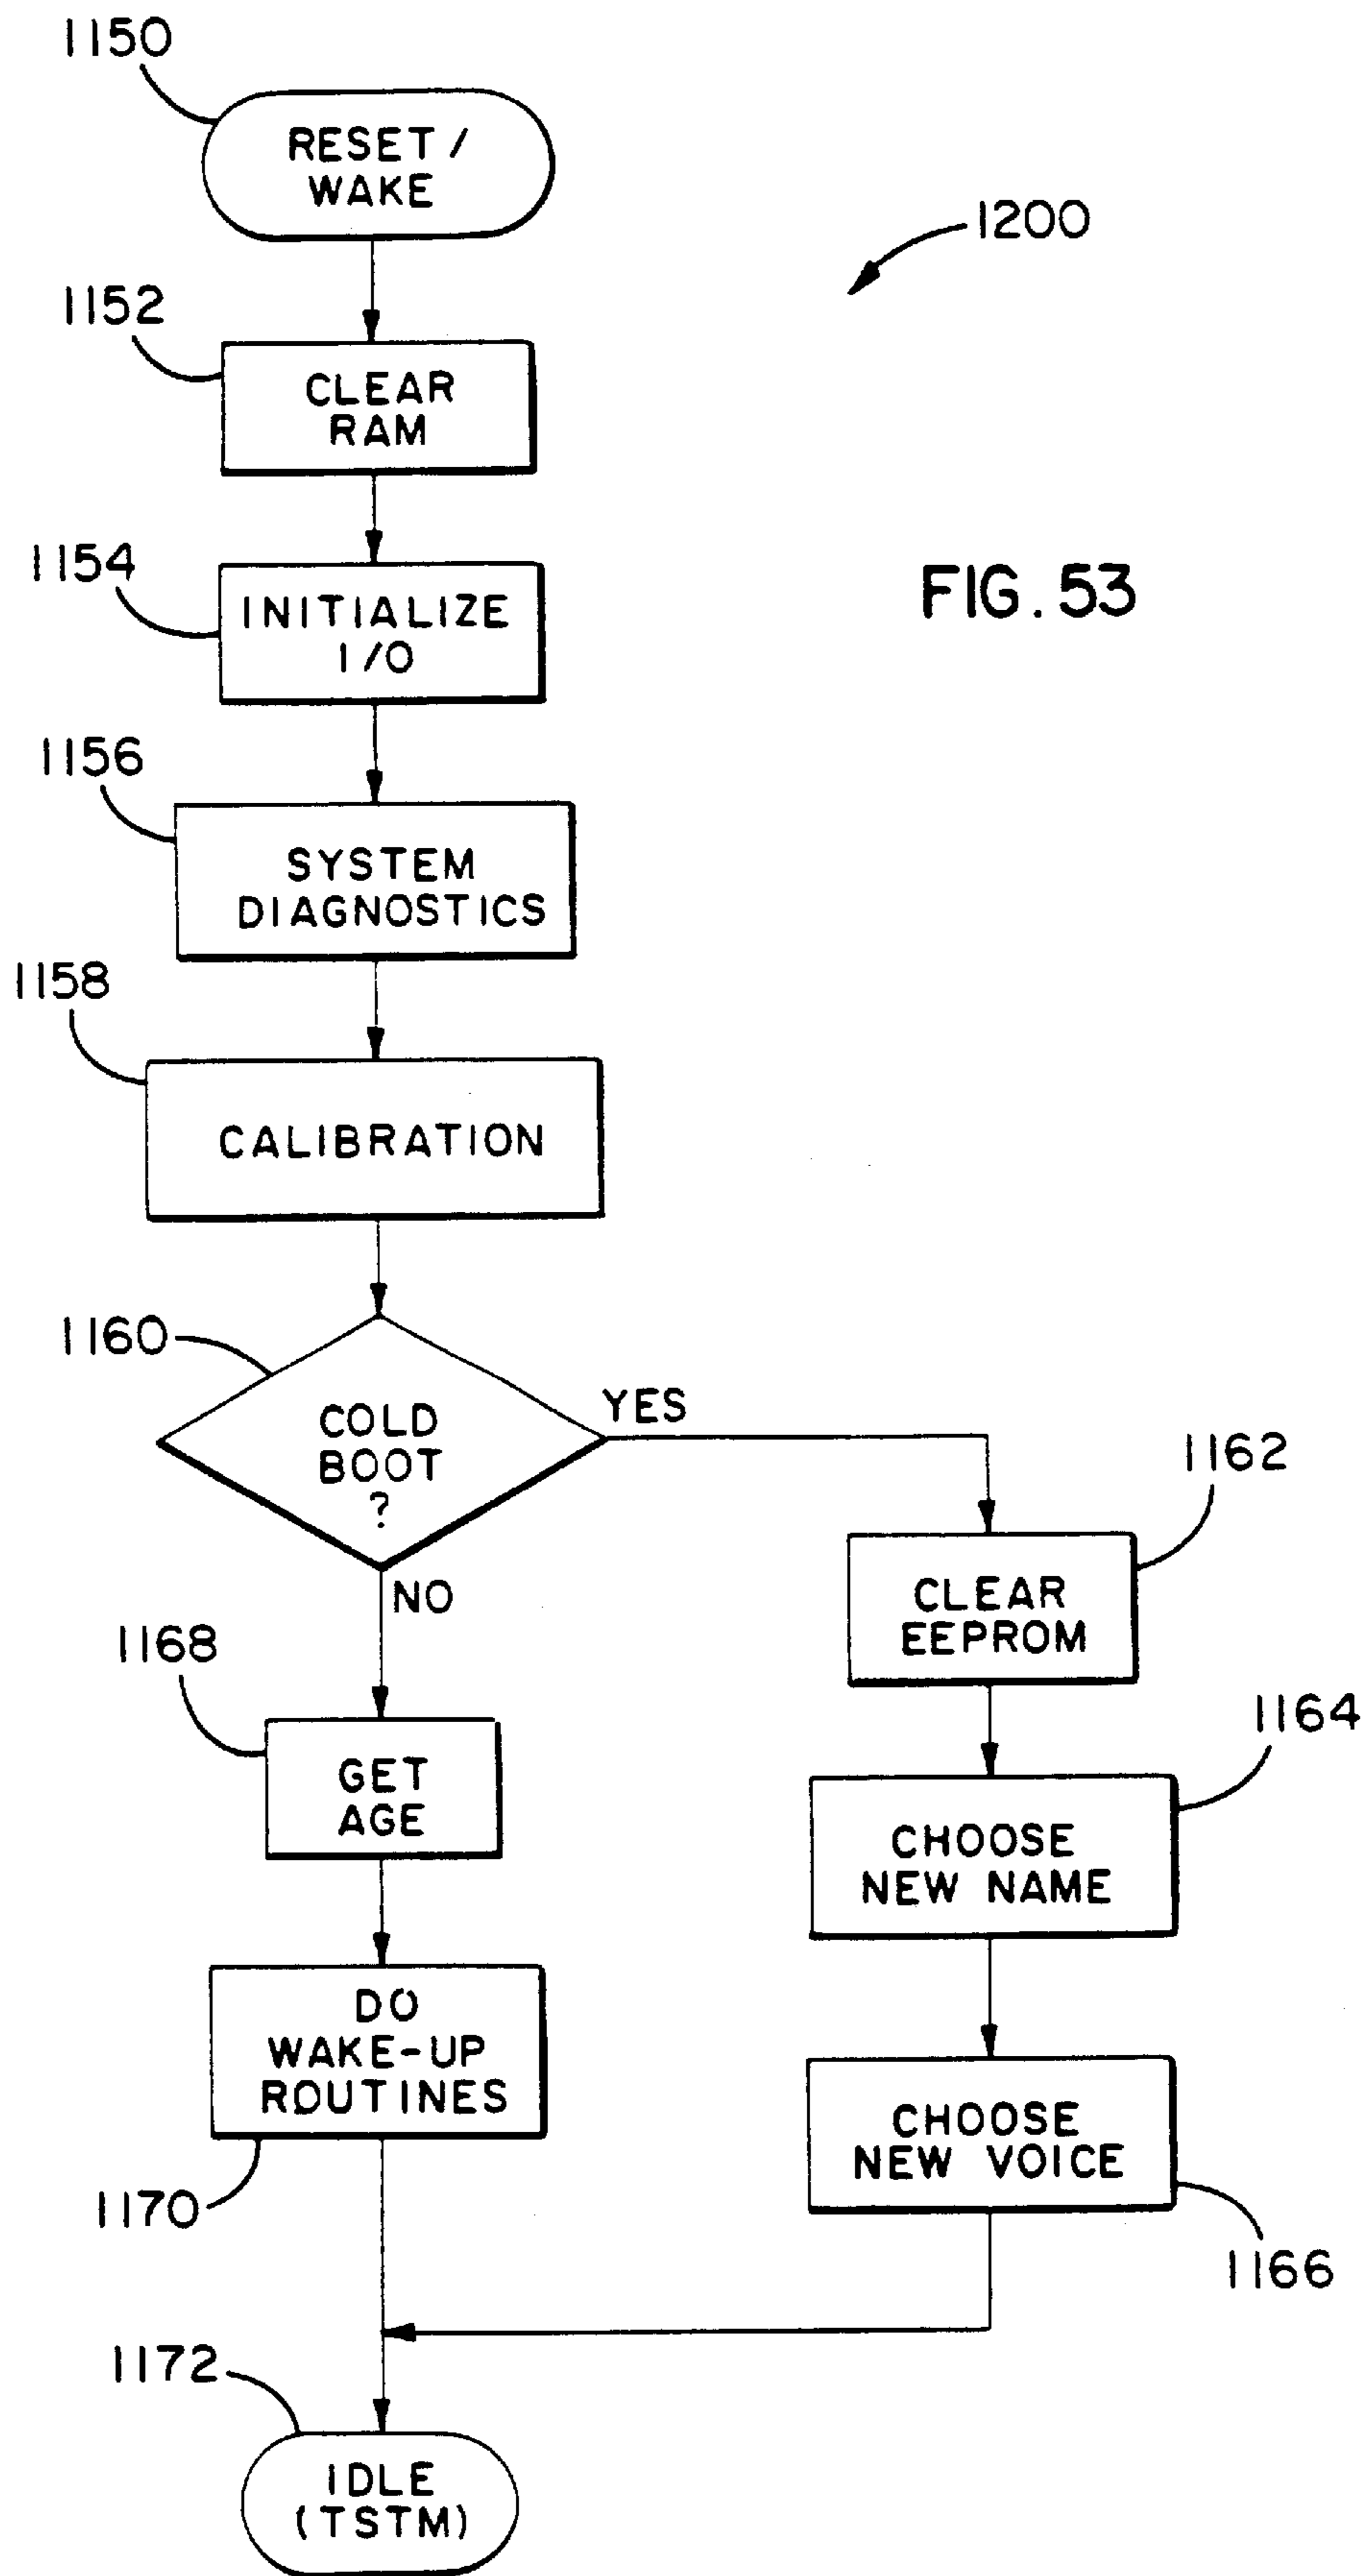 1150
RESET /
WAKE
1200
1152
CLEAR
RAM
FIG. 53
1154
INITIALIZE
I/O
1156
SYSTEM
DIAGNOSTICS
1158
CALIBRATION
1160
COLD
BOOT
?
YES
NO
1162
CLEAR
EEPROM
1168
GET
AGE
1164
CHOOSE
NEW NAME
DO
WAKE-UP
ROUTINES
1170
CHOOSE
NEW VOICE
1166
1172
IDLE
(TSTM)